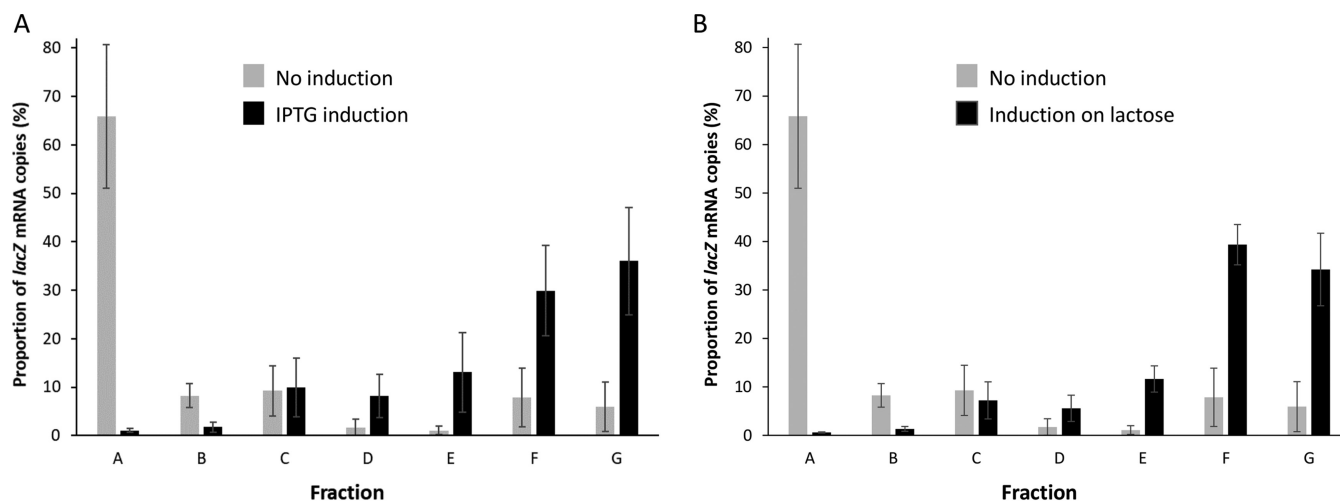 A
Proportion of lacZ mRNA copies (%)
80
70
60
50
40
30
20
10
0
No induction
IPTG induction
A B C D E F G
Fraction
B
Proportion of lacZ mRNA copies (%)
80
70
60
50
40
30
20
10
0
No induction
Induction on lactose
A B C D E F G
Fraction